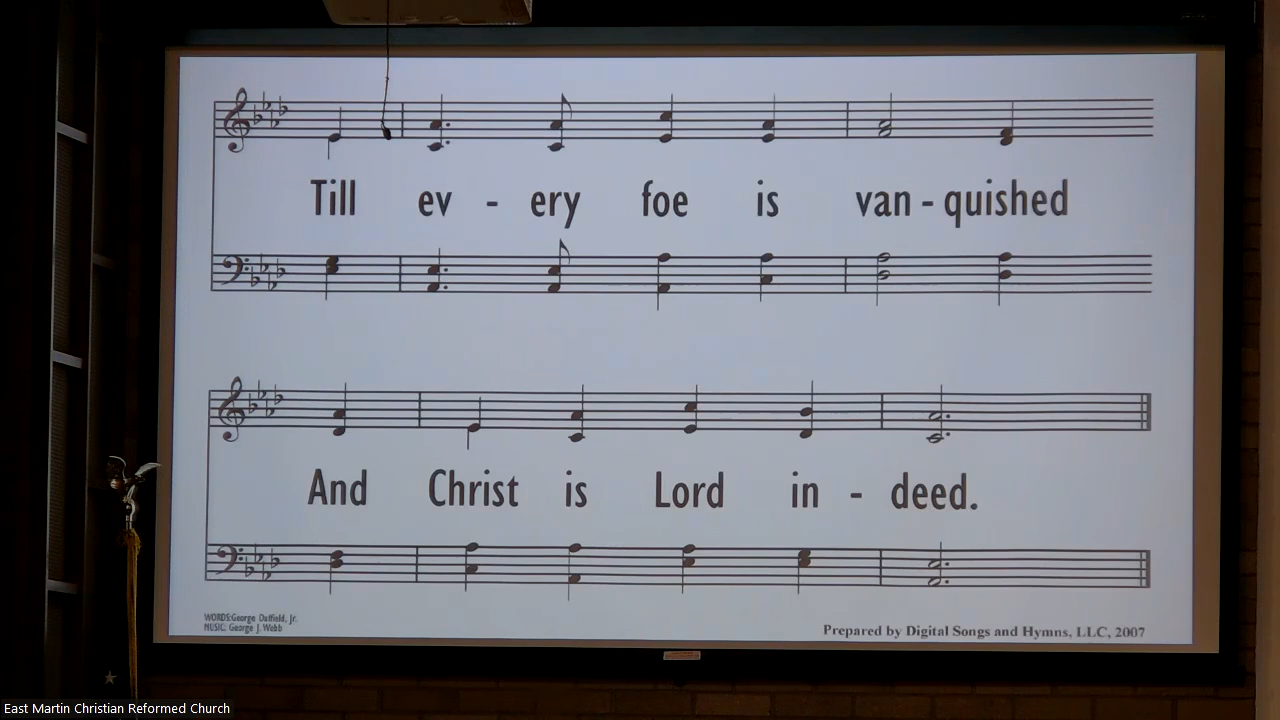 Till ev - ery foe is van - quished
And Christ is Lord in - deed.
WORDS: George Duffield, Jr.
MUSIC: George J. Webb
Prepared by Digital Songs and Hymns, LLC, 2007
East Martin Christian Reformed Church